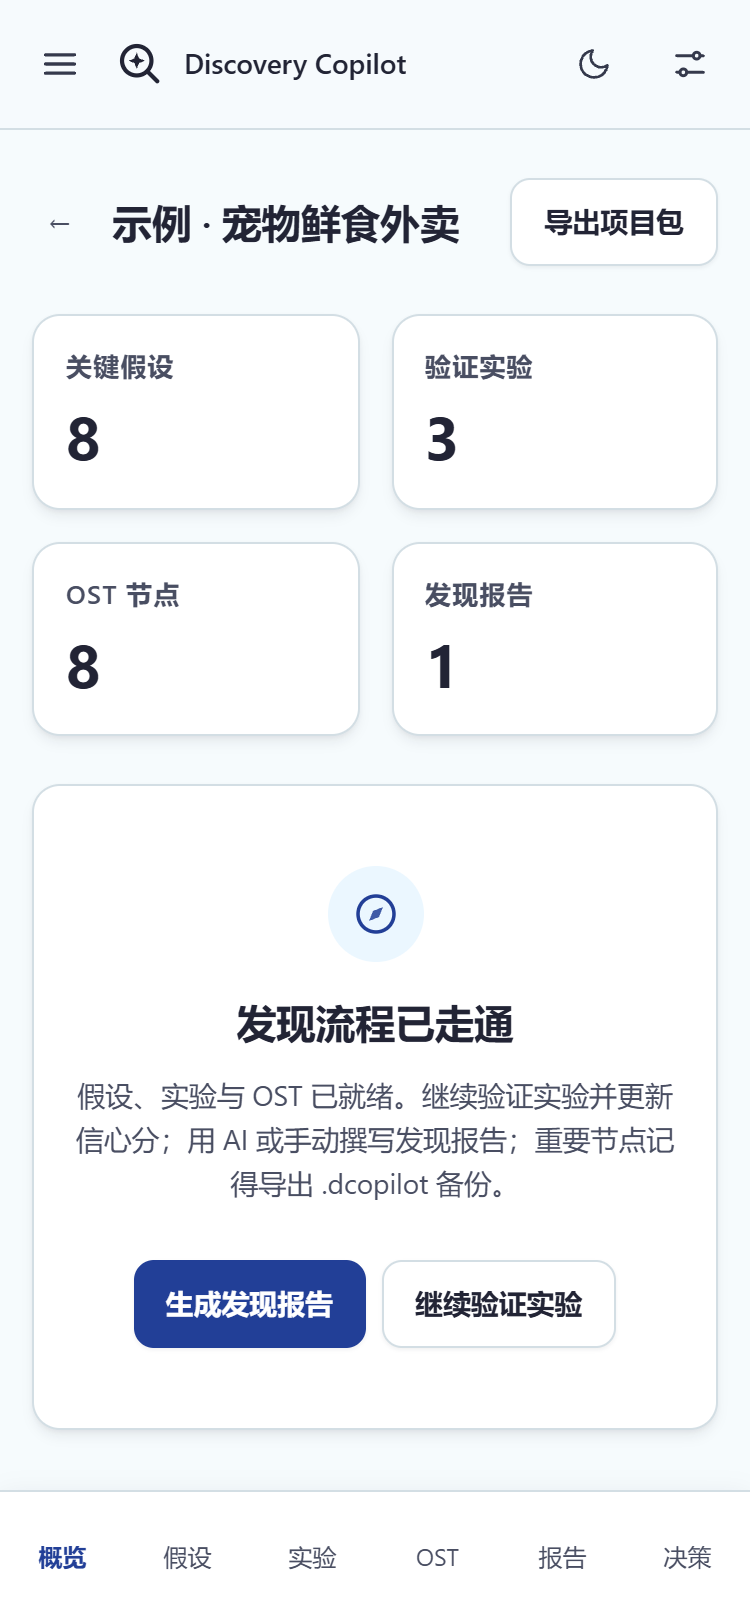 Discovery Copilot
← 示例 · 宠物鲜食外卖
导出项目包
关键假设
8
验证实验
3
OST 节点
8
发现报告
1
发现流程已走通
假设、实验与 OST 已就绪。继续验证实验并更新
信心分；用 AI 或手动撰写发现报告；重要节点记
得导出 .dcopilot 备份。
生成发现报告
继续验证实验
概览
假设
实验
OST
报告
决策